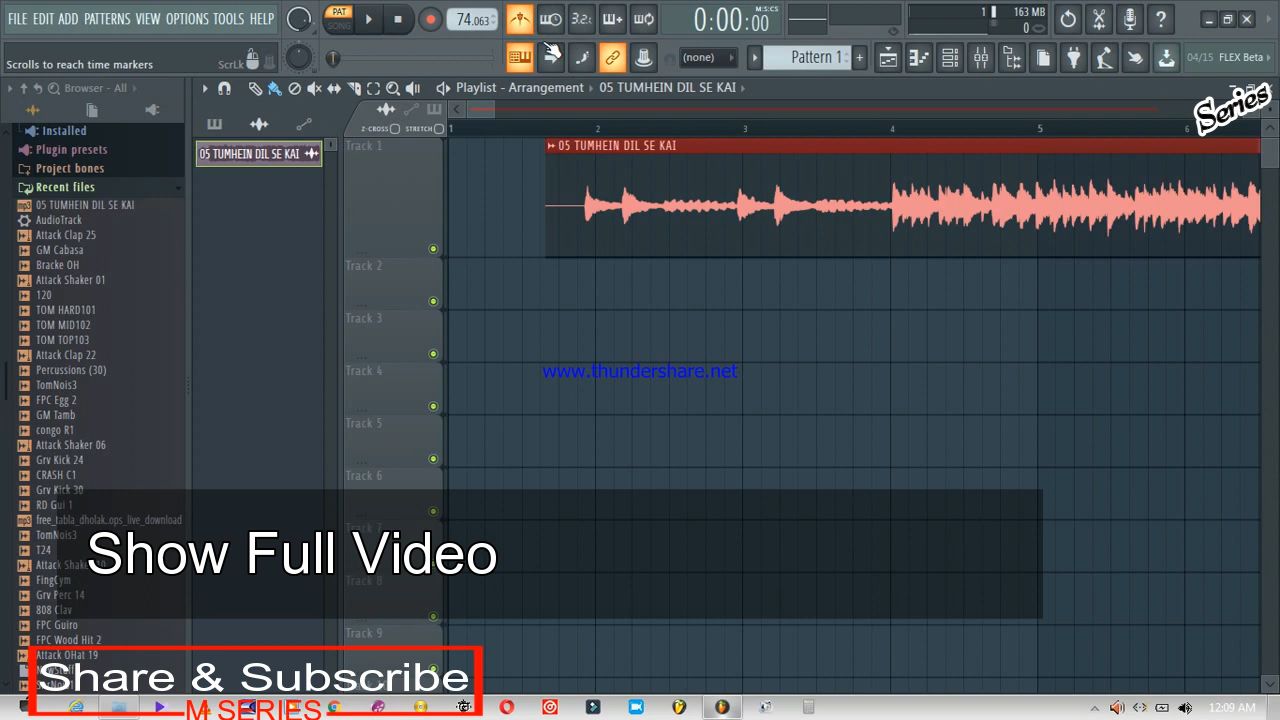 FILE EDIT ADD PATTERNS VIEW OPTIONS TOOLS HELP
PAT
SONG
74.063
3.2
0:00:00
M:S:CS
1
163 MB
0
Scrolls to reach time markers
ScrLk
(none)
Pattern 1
04/15 FLEX Beta
Browser - All
Playlist - Arrangement
05 TUMHEIN DIL SE KAI
Series
Z-CROSS
STRETCH
1 2 3 4 5 6
Installed
Plugin presets
Project bones
Recent files
05 TUMHEIN DIL SE KAI
AudioTrack
Attack Clap 25
GM Cabasa
Bracke OH
Attack Shaker 01
120
TOM HARD101
TOM MID102
TOM TOP103
Attack Clap 22
Percussions (30)
TomNois3
FPC Egg 2
GM Tamb
congo R1
Attack Shaker 06
Grv Kick 24
CRASH C1
Grv Kick 30
RD Gui 1
free_tabla_dholak..ops_live_download
TomNois3
T24
FingCym
Grv Perc 14
808 Clav
FPC Guiro
FPC Wood Hit 2
Attack OHat 19
05 TUMHEIN DIL SE KAI
Track 1
05 TUMHEIN DIL SE KAI
Track 2
Track 3
Track 4
Track 5
Track 6
Track 7
Track 8
Track 9
www.thundershare.net
Show Full Video
Share & Subscribe
M SERIES
12:09 AM